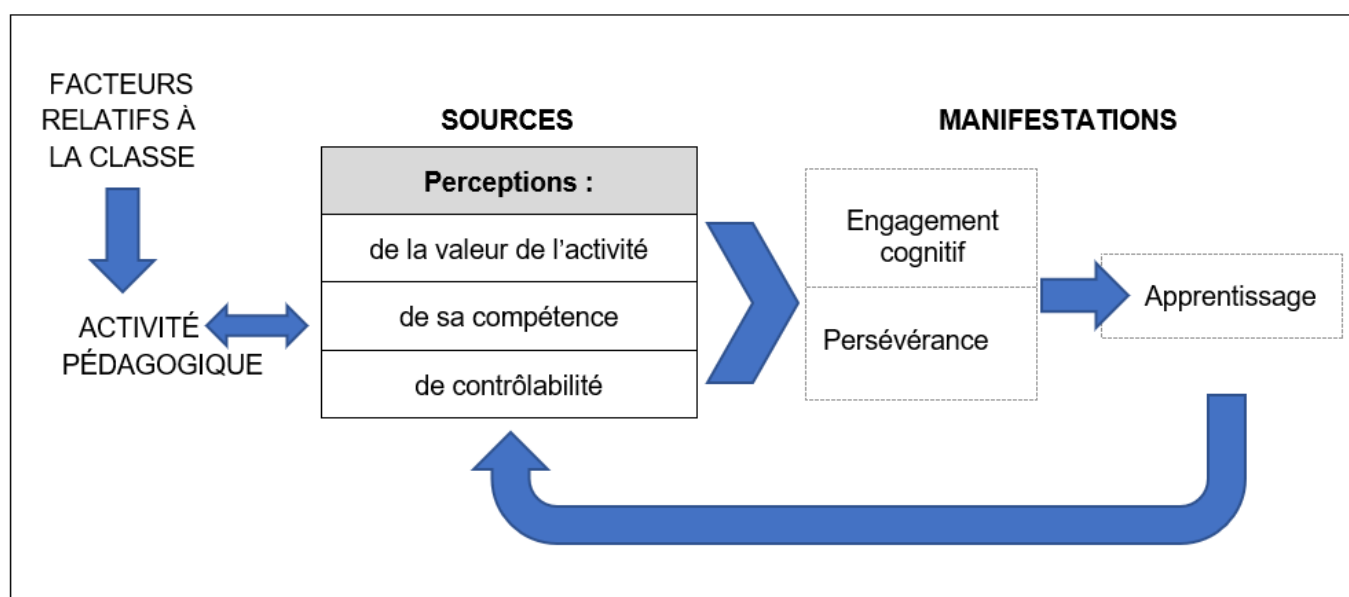 FACTEURS
RELATIFS À
LA CLASSE
ACTIVITÉ
PÉDAGOGIQUE
SOURCES
Perceptions :
de la valeur de l’activité
de sa compétence
de contrôlabilité
MANIFESTATIONS
Engagement
cognitif
Persévérance
Apprentissage